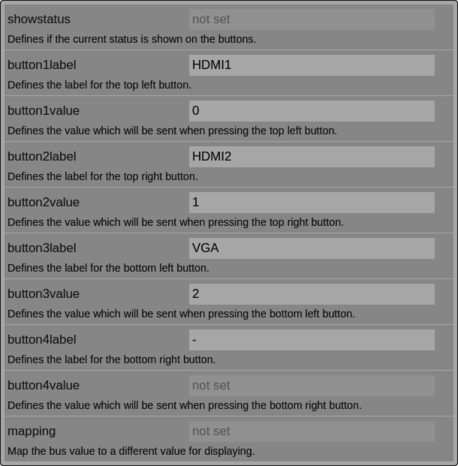 showstatus not set
Defines if the current status is shown on the buttons.
button1label HDMI1
Defines the label for the top left button.
button1value 0
Defines the value which will be sent when pressing the top left button.
button2label HDMI2
Defines the label for the top right button.
button2value 1
Defines the value which will be sent when pressing the top right button.
button3label VGA
Defines the label for the bottom left button.
button3value 2
Defines the value which will be sent when pressing the bottom left button.
button4label -
Defines the label for the bottom right button.
button4value not set
Defines the value which will be sent when pressing the bottom right button.
mapping not set
Map the bus value to a different value for displaying.